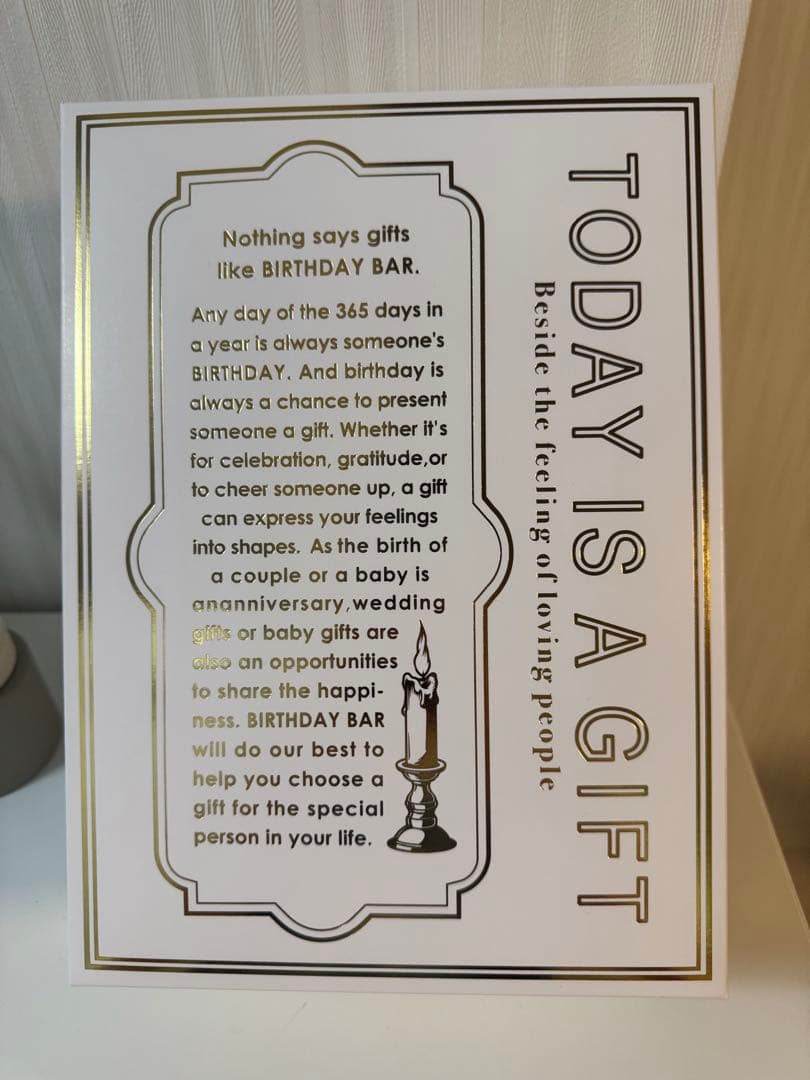 Nothing says gifts
like BIRTHDAY BAR.
Any day of the 365 days in
a year is always someone's
BIRTHDAY. And birthday is
always a chance to present
someone a gift. Whether it's
for celebration, gratitude,or
to cheer someone up, a gift
can express your feelings
into shapes. As the birth of
a couple or a baby is
ananniversary,wedding
gifts or baby gifts are
also an opportunities
to share the happi-
ness. BIRTHDAY BAR
will do our best to
help you choose a
gift for the special
person in your life.
TODAY IS A GIFT
Beside the feeling of loving people